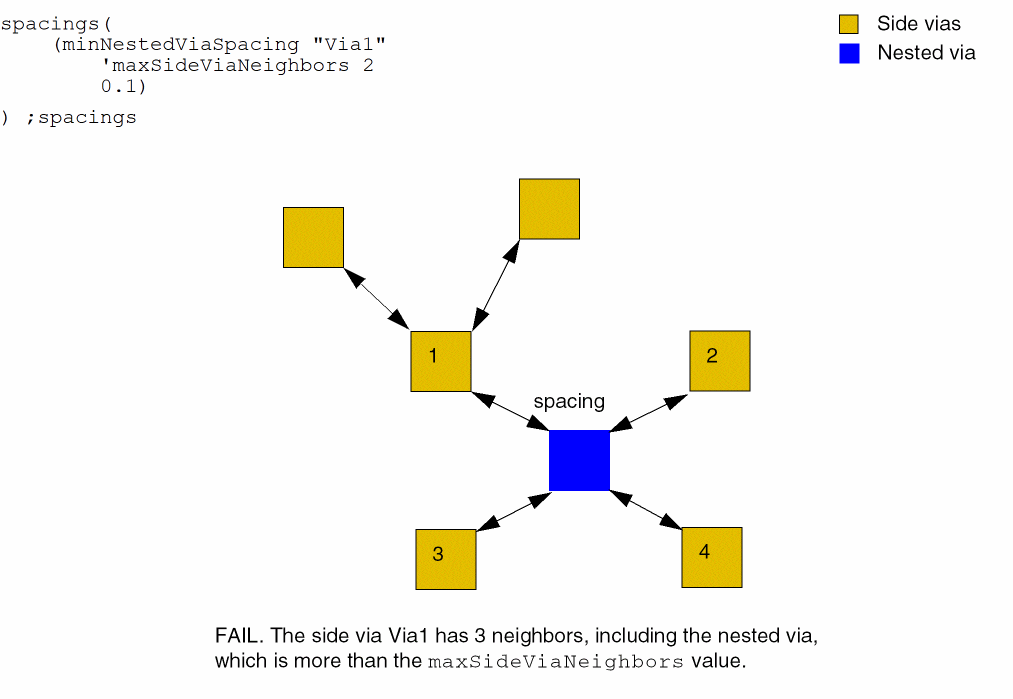 spacings(
    (minNestedViaSpacing "Via1"
        'maxSideViaNeighbors 2
        0.1)
) ;spacings
Side vias
Nested via
1
2
spacing
3
4
FAIL. The side via Via1 has 3 neighbors, including the nested via,
which is more than the maxSideViaNeighbors value.